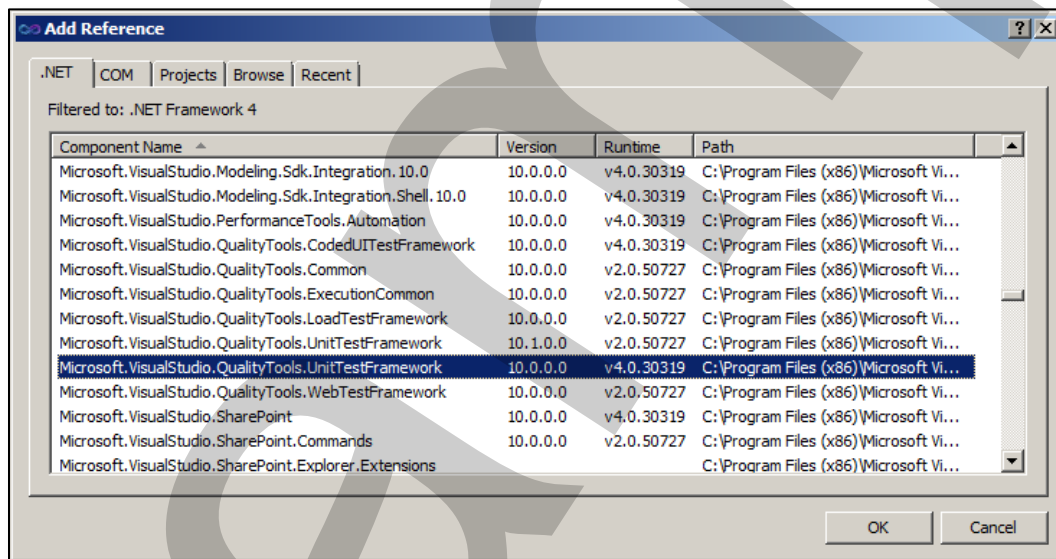 Add Reference
.NET COM Projects Browse Recent
Filtered to: .NET Framework 4
Component Name Version Runtime Path
Microsoft.VisualStudio.Modeling.Sdk.Integration.10.0 10.0.0.0 v4.0.30319 C:\Program Files (x86)\Microsoft Vi...
Microsoft.VisualStudio.Modeling.Sdk.Integration.Shell.10.0 10.0.0.0 v4.0.30319 C:\Program Files (x86)\Microsoft Vi...
Microsoft.VisualStudio.PerformanceTools.Automation 10.0.0.0 v4.0.30319 C:\Program Files (x86)\Microsoft Vi...
Microsoft.VisualStudio.QualityTools.CodedUITestFramework 10.0.0.0 v4.0.30319 C:\Program Files (x86)\Microsoft Vi...
Microsoft.VisualStudio.QualityTools.Common 10.0.0.0 v2.0.50727 C:\Program Files (x86)\Microsoft Vi...
Microsoft.VisualStudio.QualityTools.ExecutionCommon 10.0.0.0 v2.0.50727 C:\Program Files (x86)\Microsoft Vi...
Microsoft.VisualStudio.QualityTools.LoadTestFramework 10.0.0.0 v2.0.50727 C:\Program Files (x86)\Microsoft Vi...
Microsoft.VisualStudio.QualityTools.UnitTestFramework 10.1.0.0 v2.0.50727 C:\Program Files (x86)\Microsoft Vi...
Microsoft.VisualStudio.QualityTools.UnitTestFramework 10.0.0.0 v4.0.30319 C:\Program Files (x86)\Microsoft Vi...
Microsoft.VisualStudio.QualityTools.WebTestFramework 10.0.0.0 v2.0.50727 C:\Program Files (x86)\Microsoft Vi...
Microsoft.VisualStudio.SharePoint 10.0.0.0 v4.0.30319 C:\Program Files (x86)\Microsoft Vi...
Microsoft.VisualStudio.SharePoint.Commands 10.0.0.0 v2.0.50727 C:\Program Files (x86)\Microsoft Vi...
Microsoft.VisualStudio.SharePoint.Explorer.Extensions C:\Program Files (x86)\Microsoft Vi...
OK Cancel